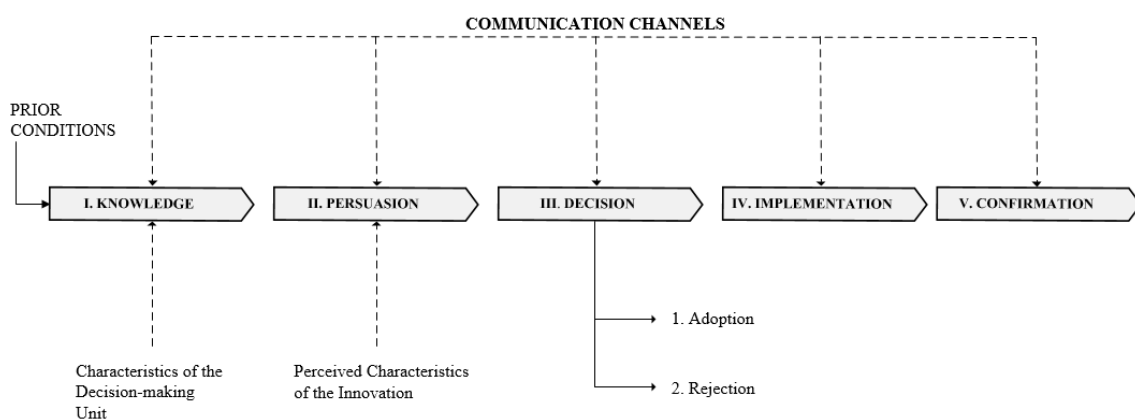 COMMUNICATION CHANNELS
PRIOR
CONDITIONS
I. KNOWLEDGE
II. PERSUASION
III. DECISION
IV. IMPLEMENTATION
V. CONFIRMATION
1. Adoption
Characteristics of the
Decision-making
Unit
Perceived Characteristics
of the Innovation
2. Rejection